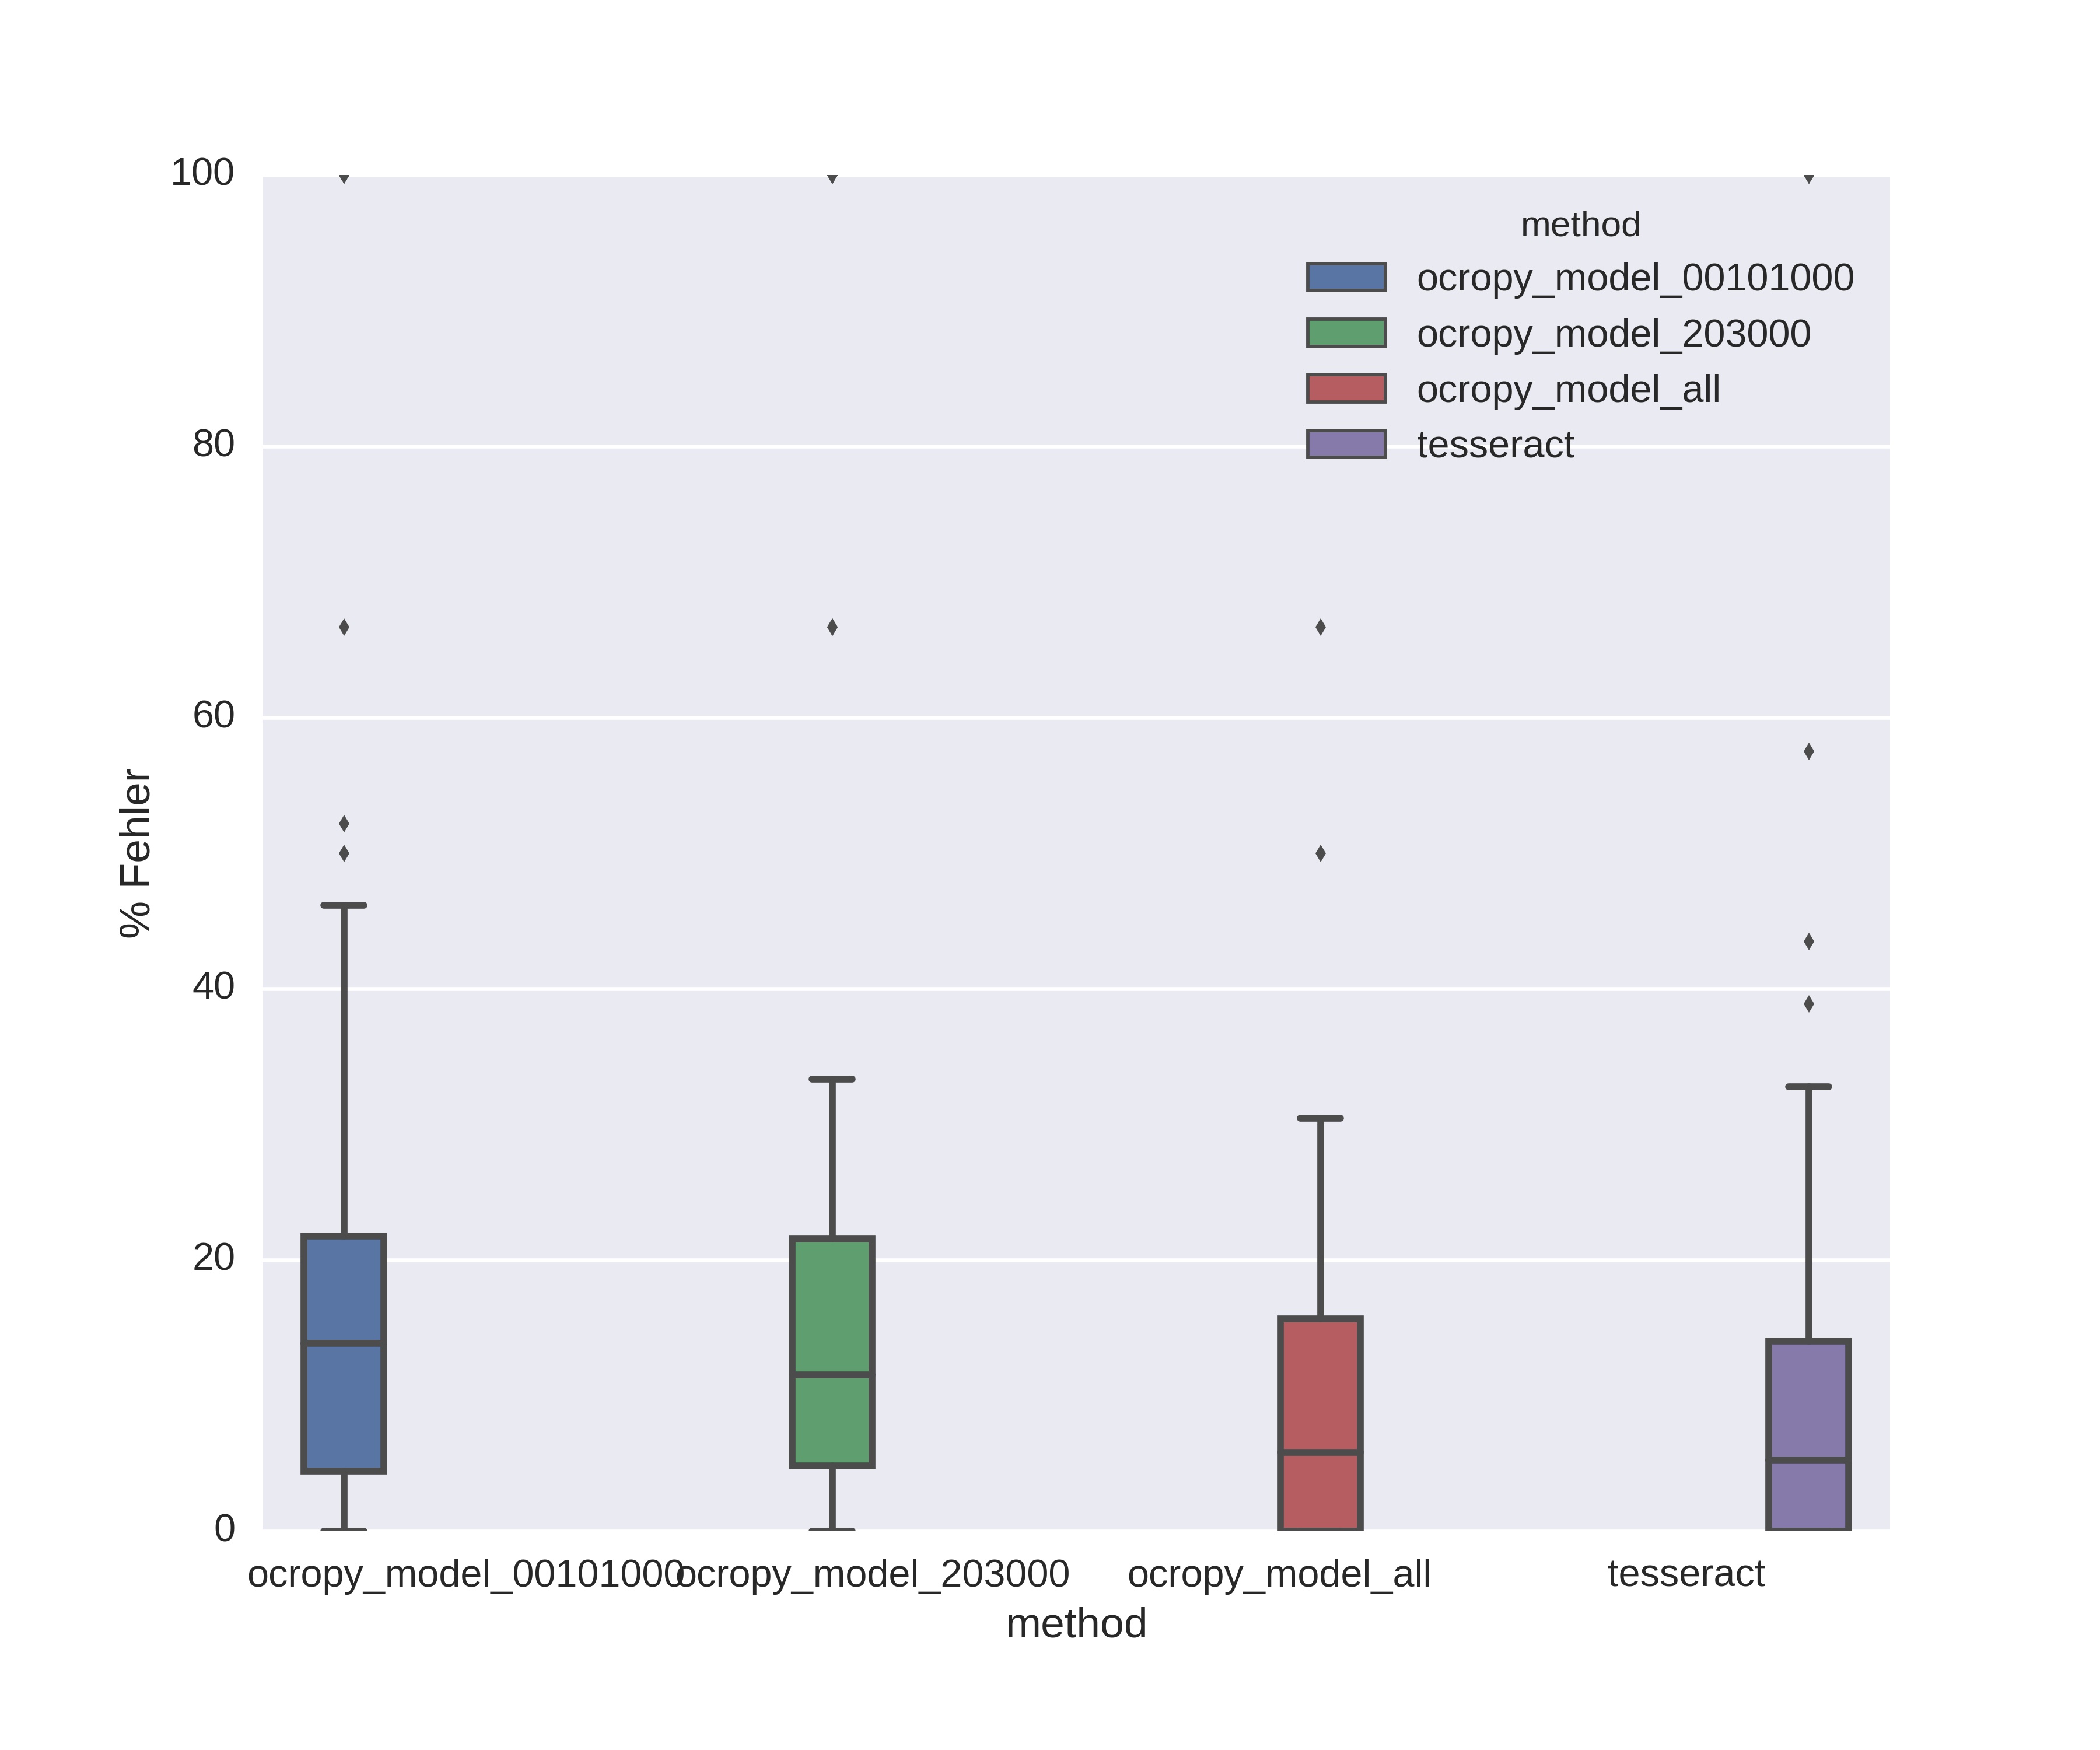 100
80
60
40
20
0
% Fehler
method
ocropy_model_00101000
ocropy_model_203000
ocropy_model_all
tesseract
ocropy_model_00101000 ocropy_model_203000 ocropy_model_all tesseract
method